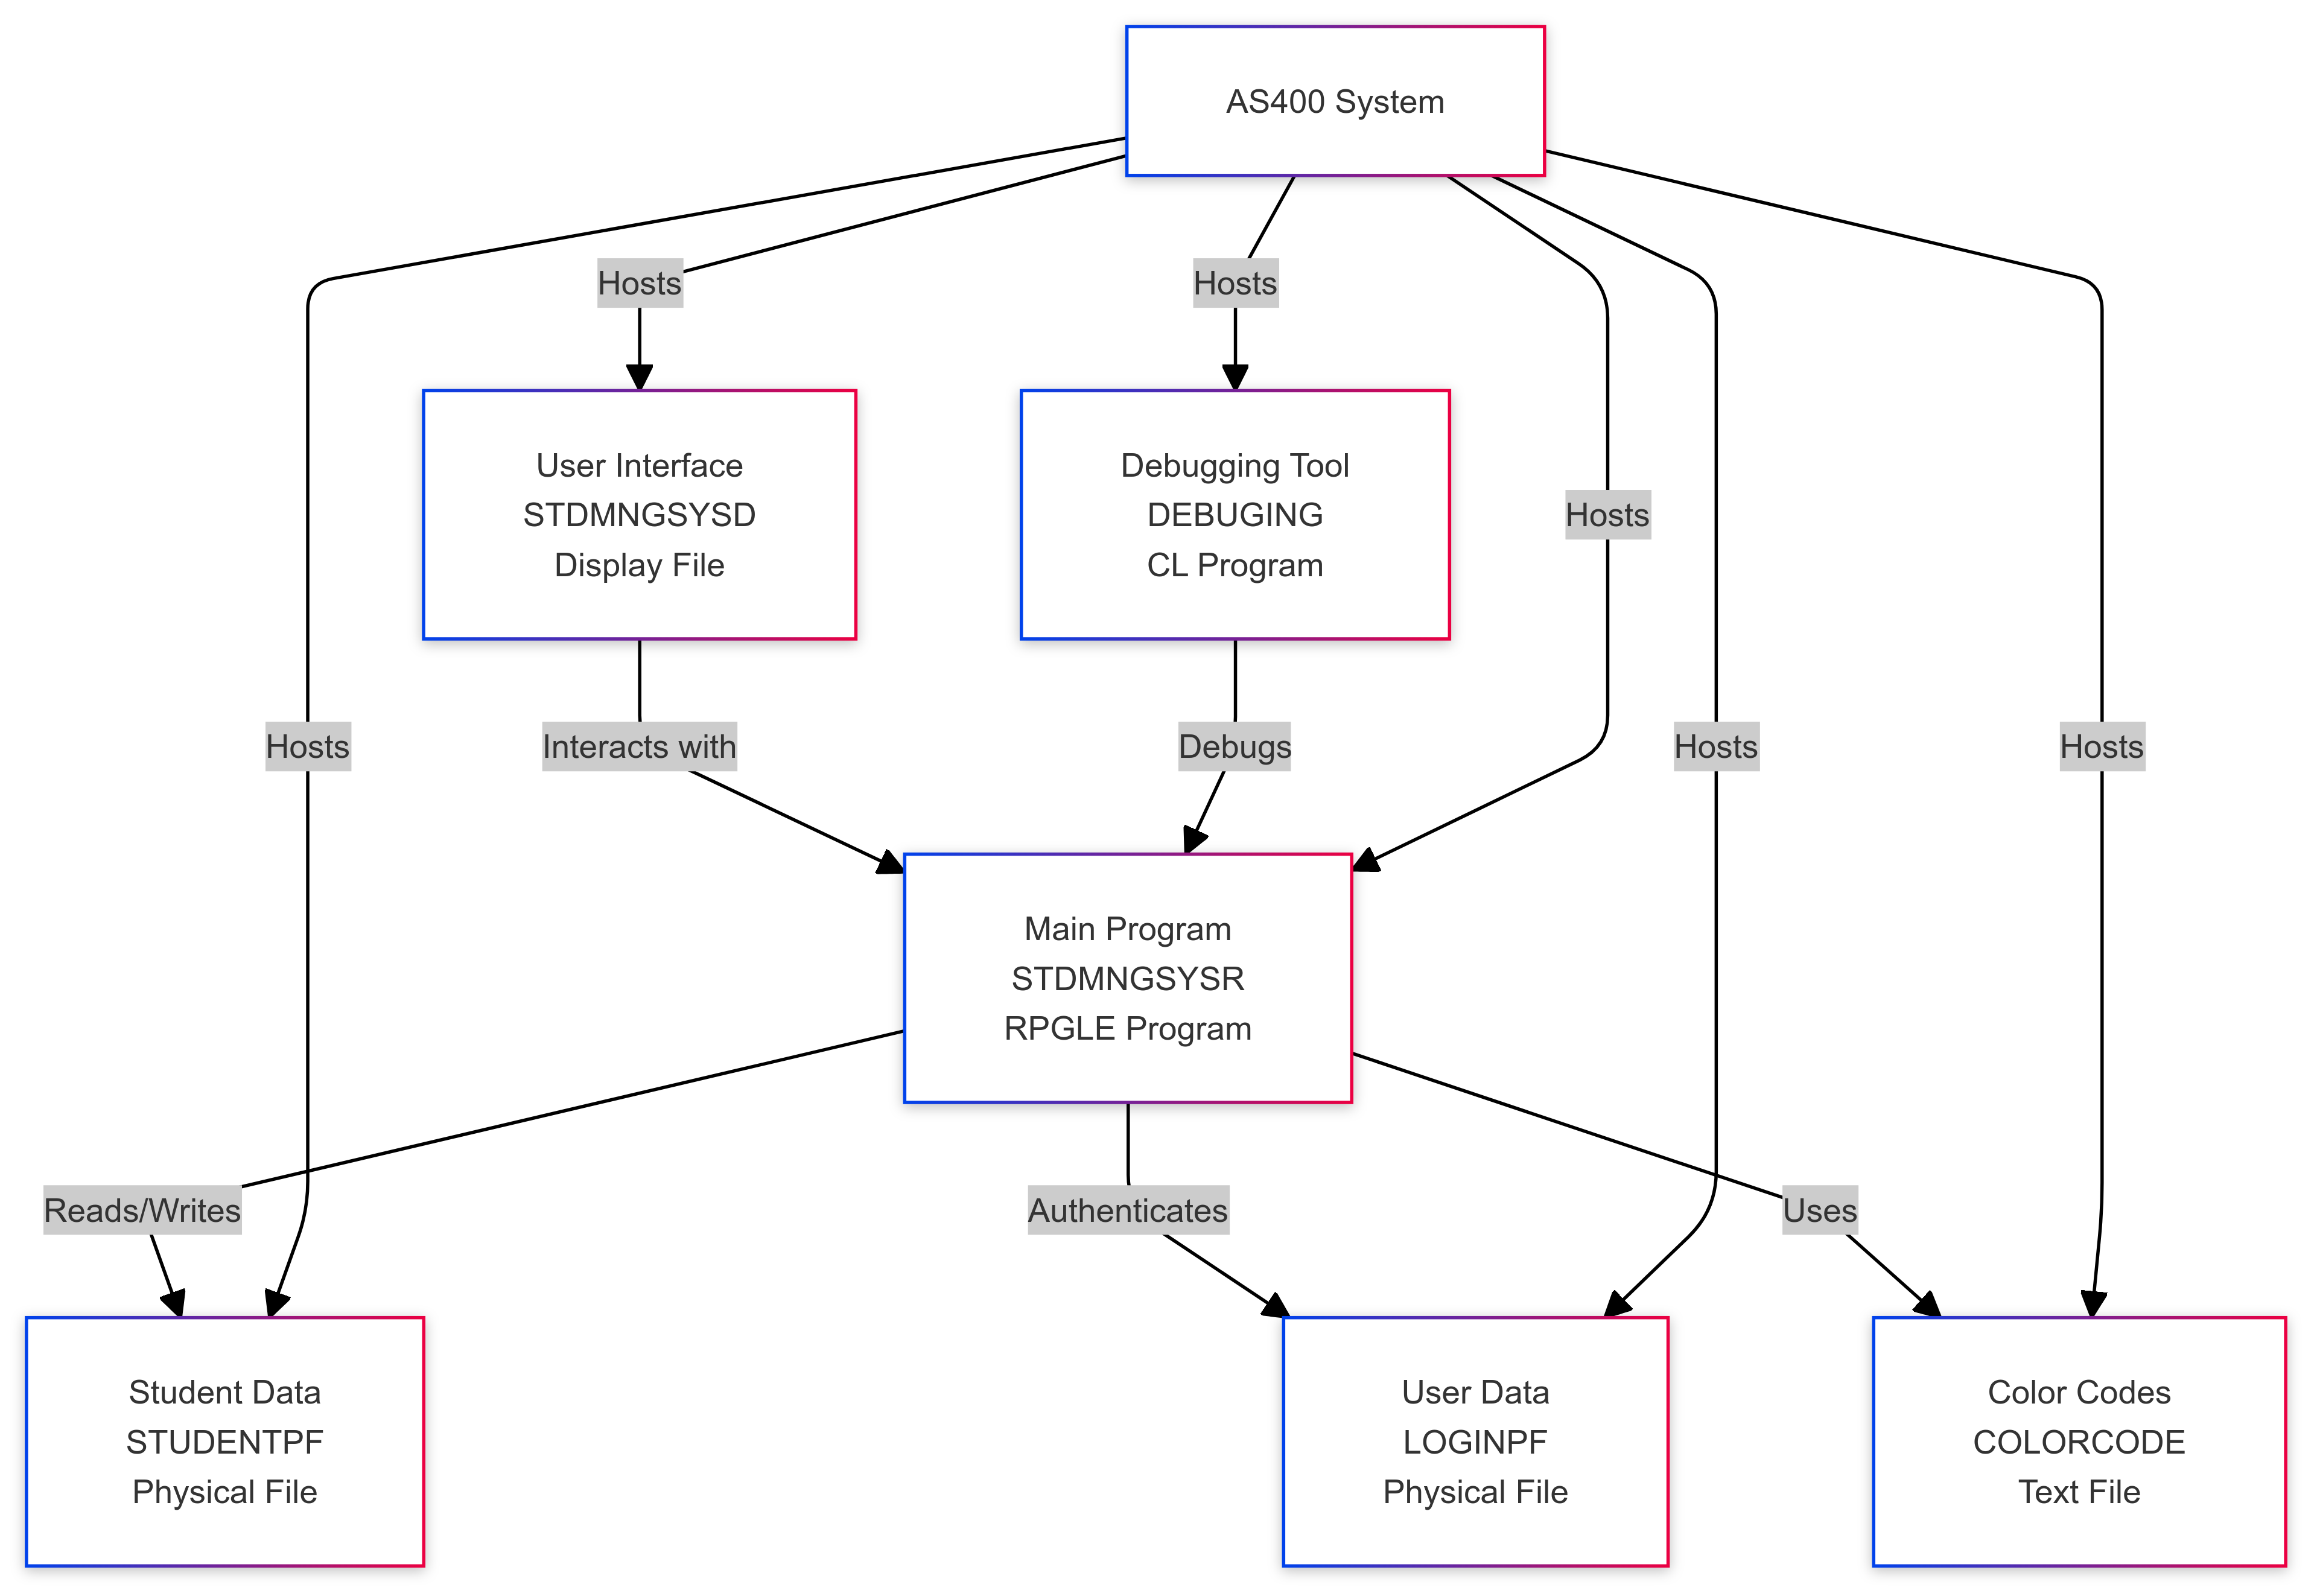 AS400 System
Hosts
Hosts
User Interface
STDMNGSYSD
Display File
Debugging Tool
DEBUGING
CL Program
Hosts
Hosts
Interacts with
Debugs
Hosts
Hosts
Main Program
STDMNGSYSR
RPGLE Program
Reads/Writes
Authenticates
Uses
Student Data
STUDENTPF
Physical File
User Data
LOGINPF
Physical File
Color Codes
COLORCODE
Text File